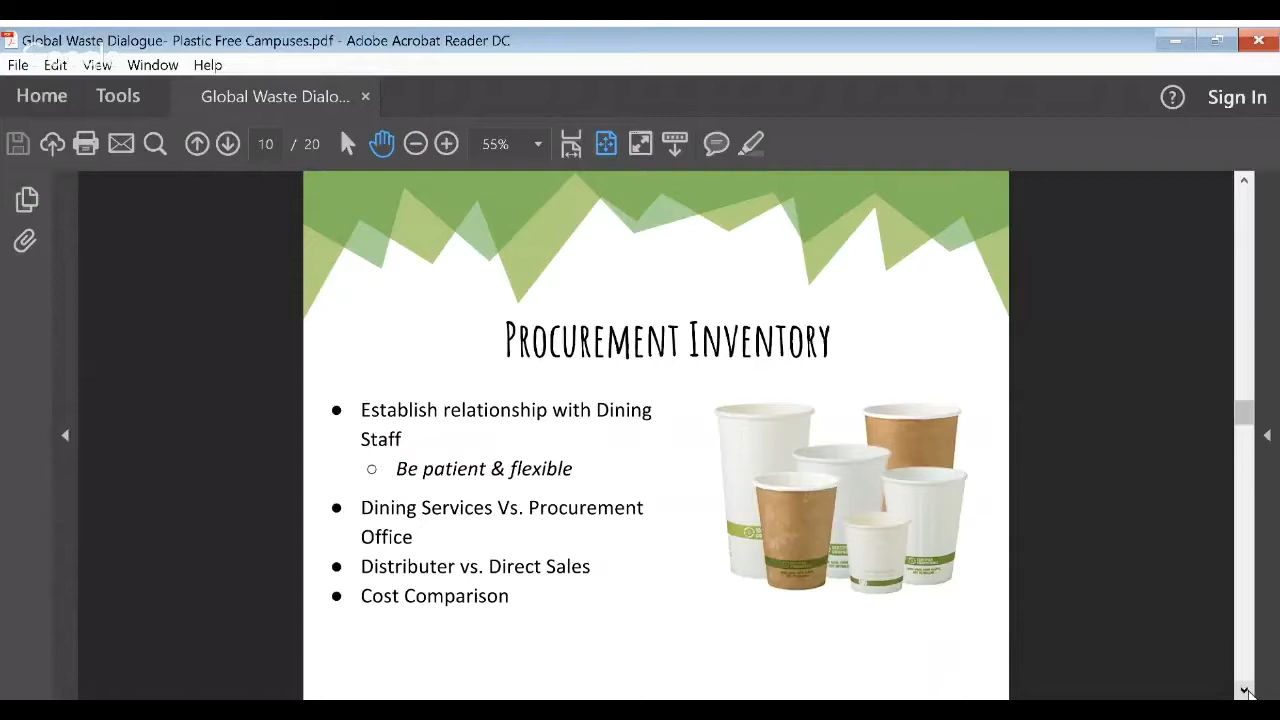 Global Waste Dialogue- Plastic Free Campuses.pdf - Adobe Acrobat Reader DC
File Edit View Window Help
Home Tools Global Waste Dialo... × Sign In
10 / 20 55%
PROCUREMENT INVENTORY
● Establish relationship with Dining
Staff
○ Be patient & flexible
● Dining Services Vs. Procurement
Office
● Distributer vs. Direct Sales
● Cost Comparison